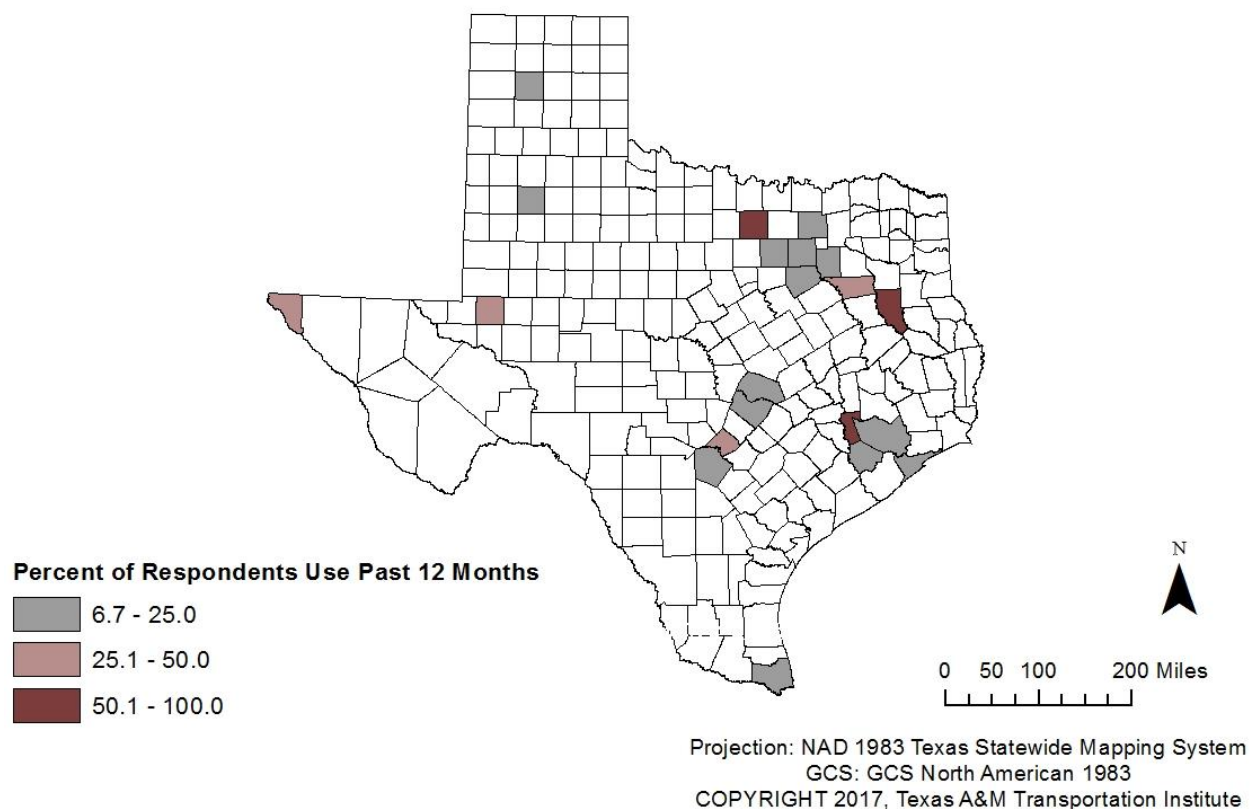 Percent of Respondents Use Past 12 Months
6.7 - 25.0
25.1 - 50.0
50.1 - 100.0
N
0 50 100 200 Miles
Projection: NAD 1983 Texas Statewide Mapping System
GCS: GCS North American 1983
COPYRIGHT 2017, Texas A&M Transportation Institute